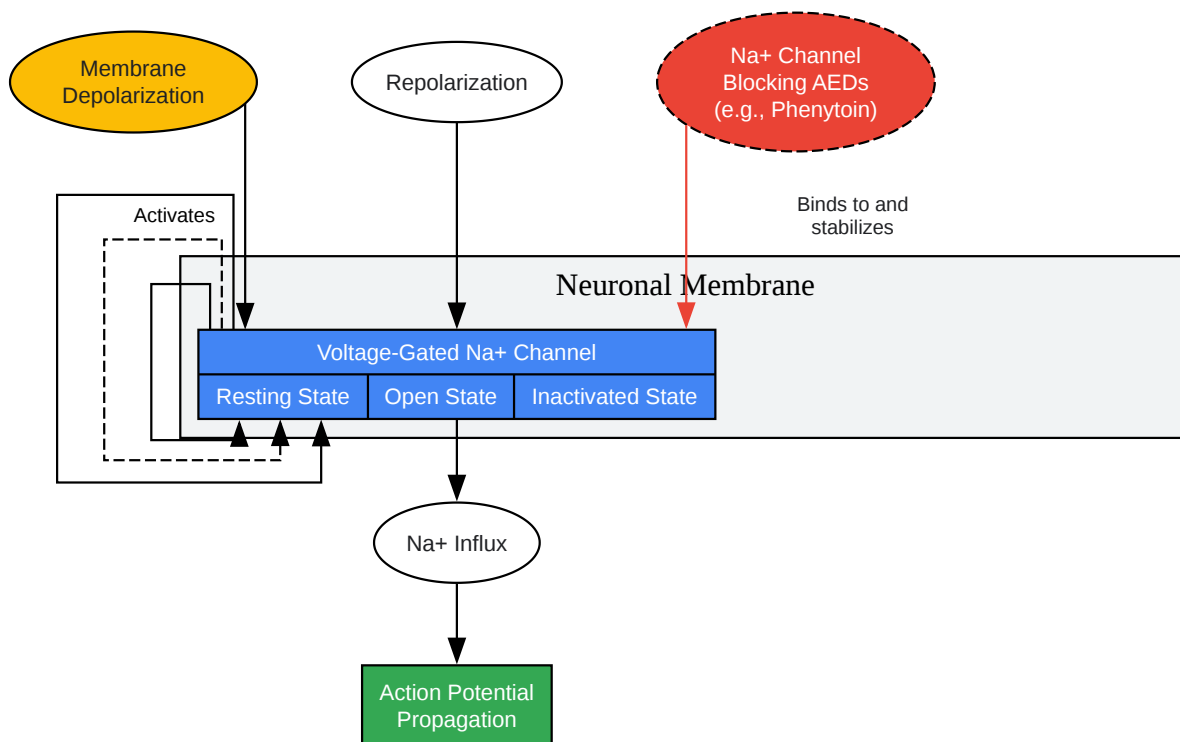 Membrane
Depolarization
Repolarization
Na+ Channel
Blocking AEDs
(e.g., Phenytoin)
Activates
Binds to and
stabilizes
Neuronal Membrane
Voltage-Gated Na+ Channel
Resting State
Open State
Inactivated State
Na+ Influx
Action Potential
Propagation